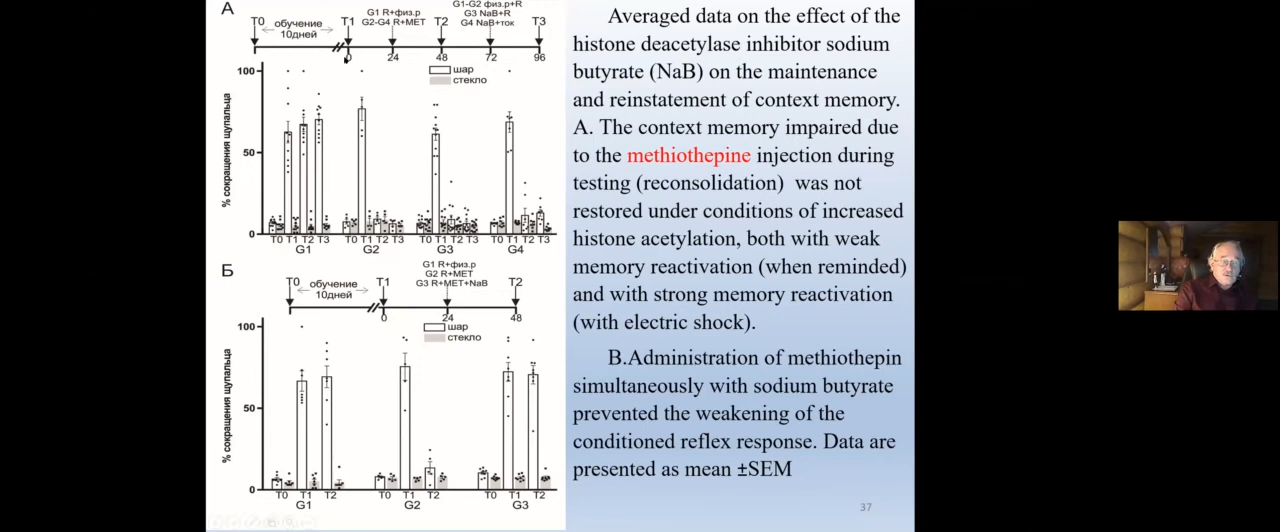 А
T0
обучение
10дней
T1
G1 R+физ.р
G2-G4 R+MET
T2
G1-G2 физ.р+R
G3 NaB+R
G4 NaB+ток
T3
0 24 48 72 96
шар
стекло
% сокращения щупальца
100
50
0
T0 T1 T2 T3 T0 T1 T2 T3 T0 T1 T2 T3 T0 T1 T2 T3
G1 G2 G3 G4
Б
T0
обучение
10дней
T1
G1 R+физ.р
G2 R+MET
G3 R+MET+NaB
T2
0 24 48
шар
стекло
% сокращения щупальца
100
50
0
T0 T1 T2 T0 T1 T2 T0 T1 T2
G1 G2 G3
Averaged data on the effect of the
histone deacetylase inhibitor sodium
butyrate (NaB) on the maintenance
and reinstatement of context memory.
A. The context memory impaired due
to the methiothepine injection during
testing (reconsolidation) was not
restored under conditions of increased
histone acetylation, both with weak
memory reactivation (when reminded)
and with strong memory reactivation
(with electric shock).
B.Administration of methiothepin
simultaneously with sodium butyrate
prevented the weakening of the
conditioned reflex response. Data are
presented as mean ±SEM
37